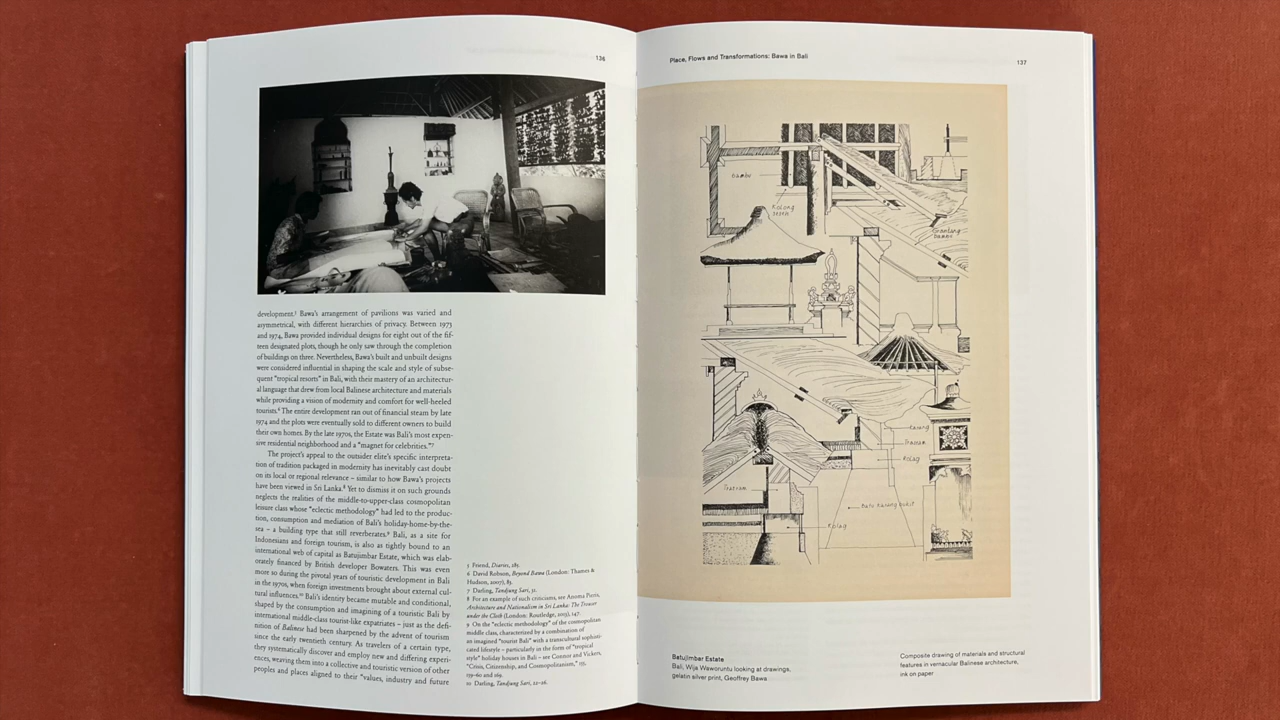 136
development.⁵ Bawa's arrangement of pavilions was varied and
asymmetrical, with different hierarchies of privacy. Between 1973
and 1974, Bawa provided individual designs for eight out of the fif-
teen designated plots, though he only saw through the completion
of buildings on three. Nevertheless, Bawa's built and unbuilt designs
were considered influential in shaping the scale and style of subse-
quent "tropical resorts" in Bali, with their mastery of an architectur-
al language that drew from local Balinese architecture and materials
while providing a vision of modernity and comfort for well-heeled
tourists.⁶ The entire development ran out of financial steam by late
1974 and the plots were eventually sold to different owners to build
their own homes. By the late 1970s, the Estate was Bali's most expen-
sive residential neighborhood and a "magnet for celebrities."⁷
The project's appeal to the outsider elite's specific interpreta-
tion of tradition packaged in modernity has inevitably cast doubt
on its local or regional relevance – similar to how Bawa's projects
have been viewed in Sri Lanka.⁸ Yet to dismiss it on such grounds
neglects the realities of the middle-to-upper-class cosmopolitan
leisure class whose "eclectic methodology" had led to the produc-
tion, consumption and mediation of Bali's holiday-home-by-the-
sea – a building type that still reverberates.⁹ Bali, as a site for
Indonesians and foreign tourism, is also as tightly bound to an
international web of capital as Batujimbar Estate, which was elab-
orately financed by British developer Bowaters. This was even
more so during the pivotal years of touristic development in Bali
in the 1970s, when foreign investments brought about external cul-
tural influences.¹⁰ Bali's identity became mutable and conditional,
shaped by the consumption and imagining of a touristic Bali by
international middle-class tourist-like expatriates – just as the defi-
nition of Balinese had been sharpened by the advent of tourism
since the early twentieth century. As travelers of a certain type,
they systematically discover and employ new and differing experi-
ences, weaving them into a collective and touristic version of other
peoples and places aligned to their "values, industry and future
5 Friend, Diaries, 185.
6 David Robson, Beyond Bawa (London: Thames &
Hudson, 2007), 85.
7 Darling, Tandjung Sari, 31.
8 For an example of such criticisms, see Anoma Pieris,
Architecture and Nationalism in Sri Lanka: The Trouser
under the Cloth (London: Routledge, 2013), 147.
9 On the "eclectic methodology" of the cosmopolitan
middle class, characterized by a combination of
an imagined "tourist Bali" with a transcultural sophisti-
cated lifestyle – particularly in the form of "tropical
style" holiday houses in Bali – see Connor and Vickers,
"Crisis, Citizenship, and Cosmopolitanism," 155,
159–60 and 169.
10 Darling, Tandjung Sari, 22–26.
Place, Flows and Transformations: Bawa in Bali
137
Bambu
Kolong
Karang
Trasram
Kolag
Trasram
Batu Karang bukit
Kolag
Batujimbar Estate
Bali, Wija Waworuntu looking at drawings,
gelatin silver print, Geoffrey Bawa
Composite drawing of materials and structural
features in vernacular Balinese architecture,
ink on paper